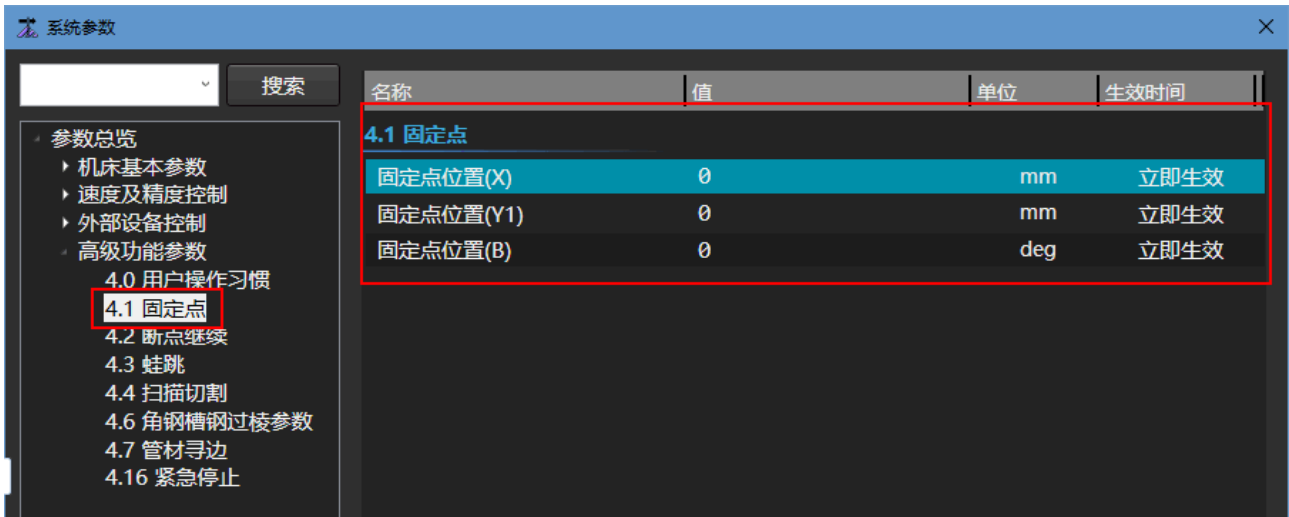 系统参数
搜索
名称 值 单位 生效时间
参数总览
机床基本参数
速度及精度控制
外部设备控制
高级功能参数
4.0 用户操作习惯
4.1 固定点
4.2 断点继续
4.3 蛙跳
4.4 扫描切割
4.6 角钢槽钢过棱参数
4.7 管材寻边
4.16 紧急停止
4.1 固定点
固定点位置(X) 0 mm 立即生效
固定点位置(Y1) 0 mm 立即生效
固定点位置(B) 0 deg 立即生效